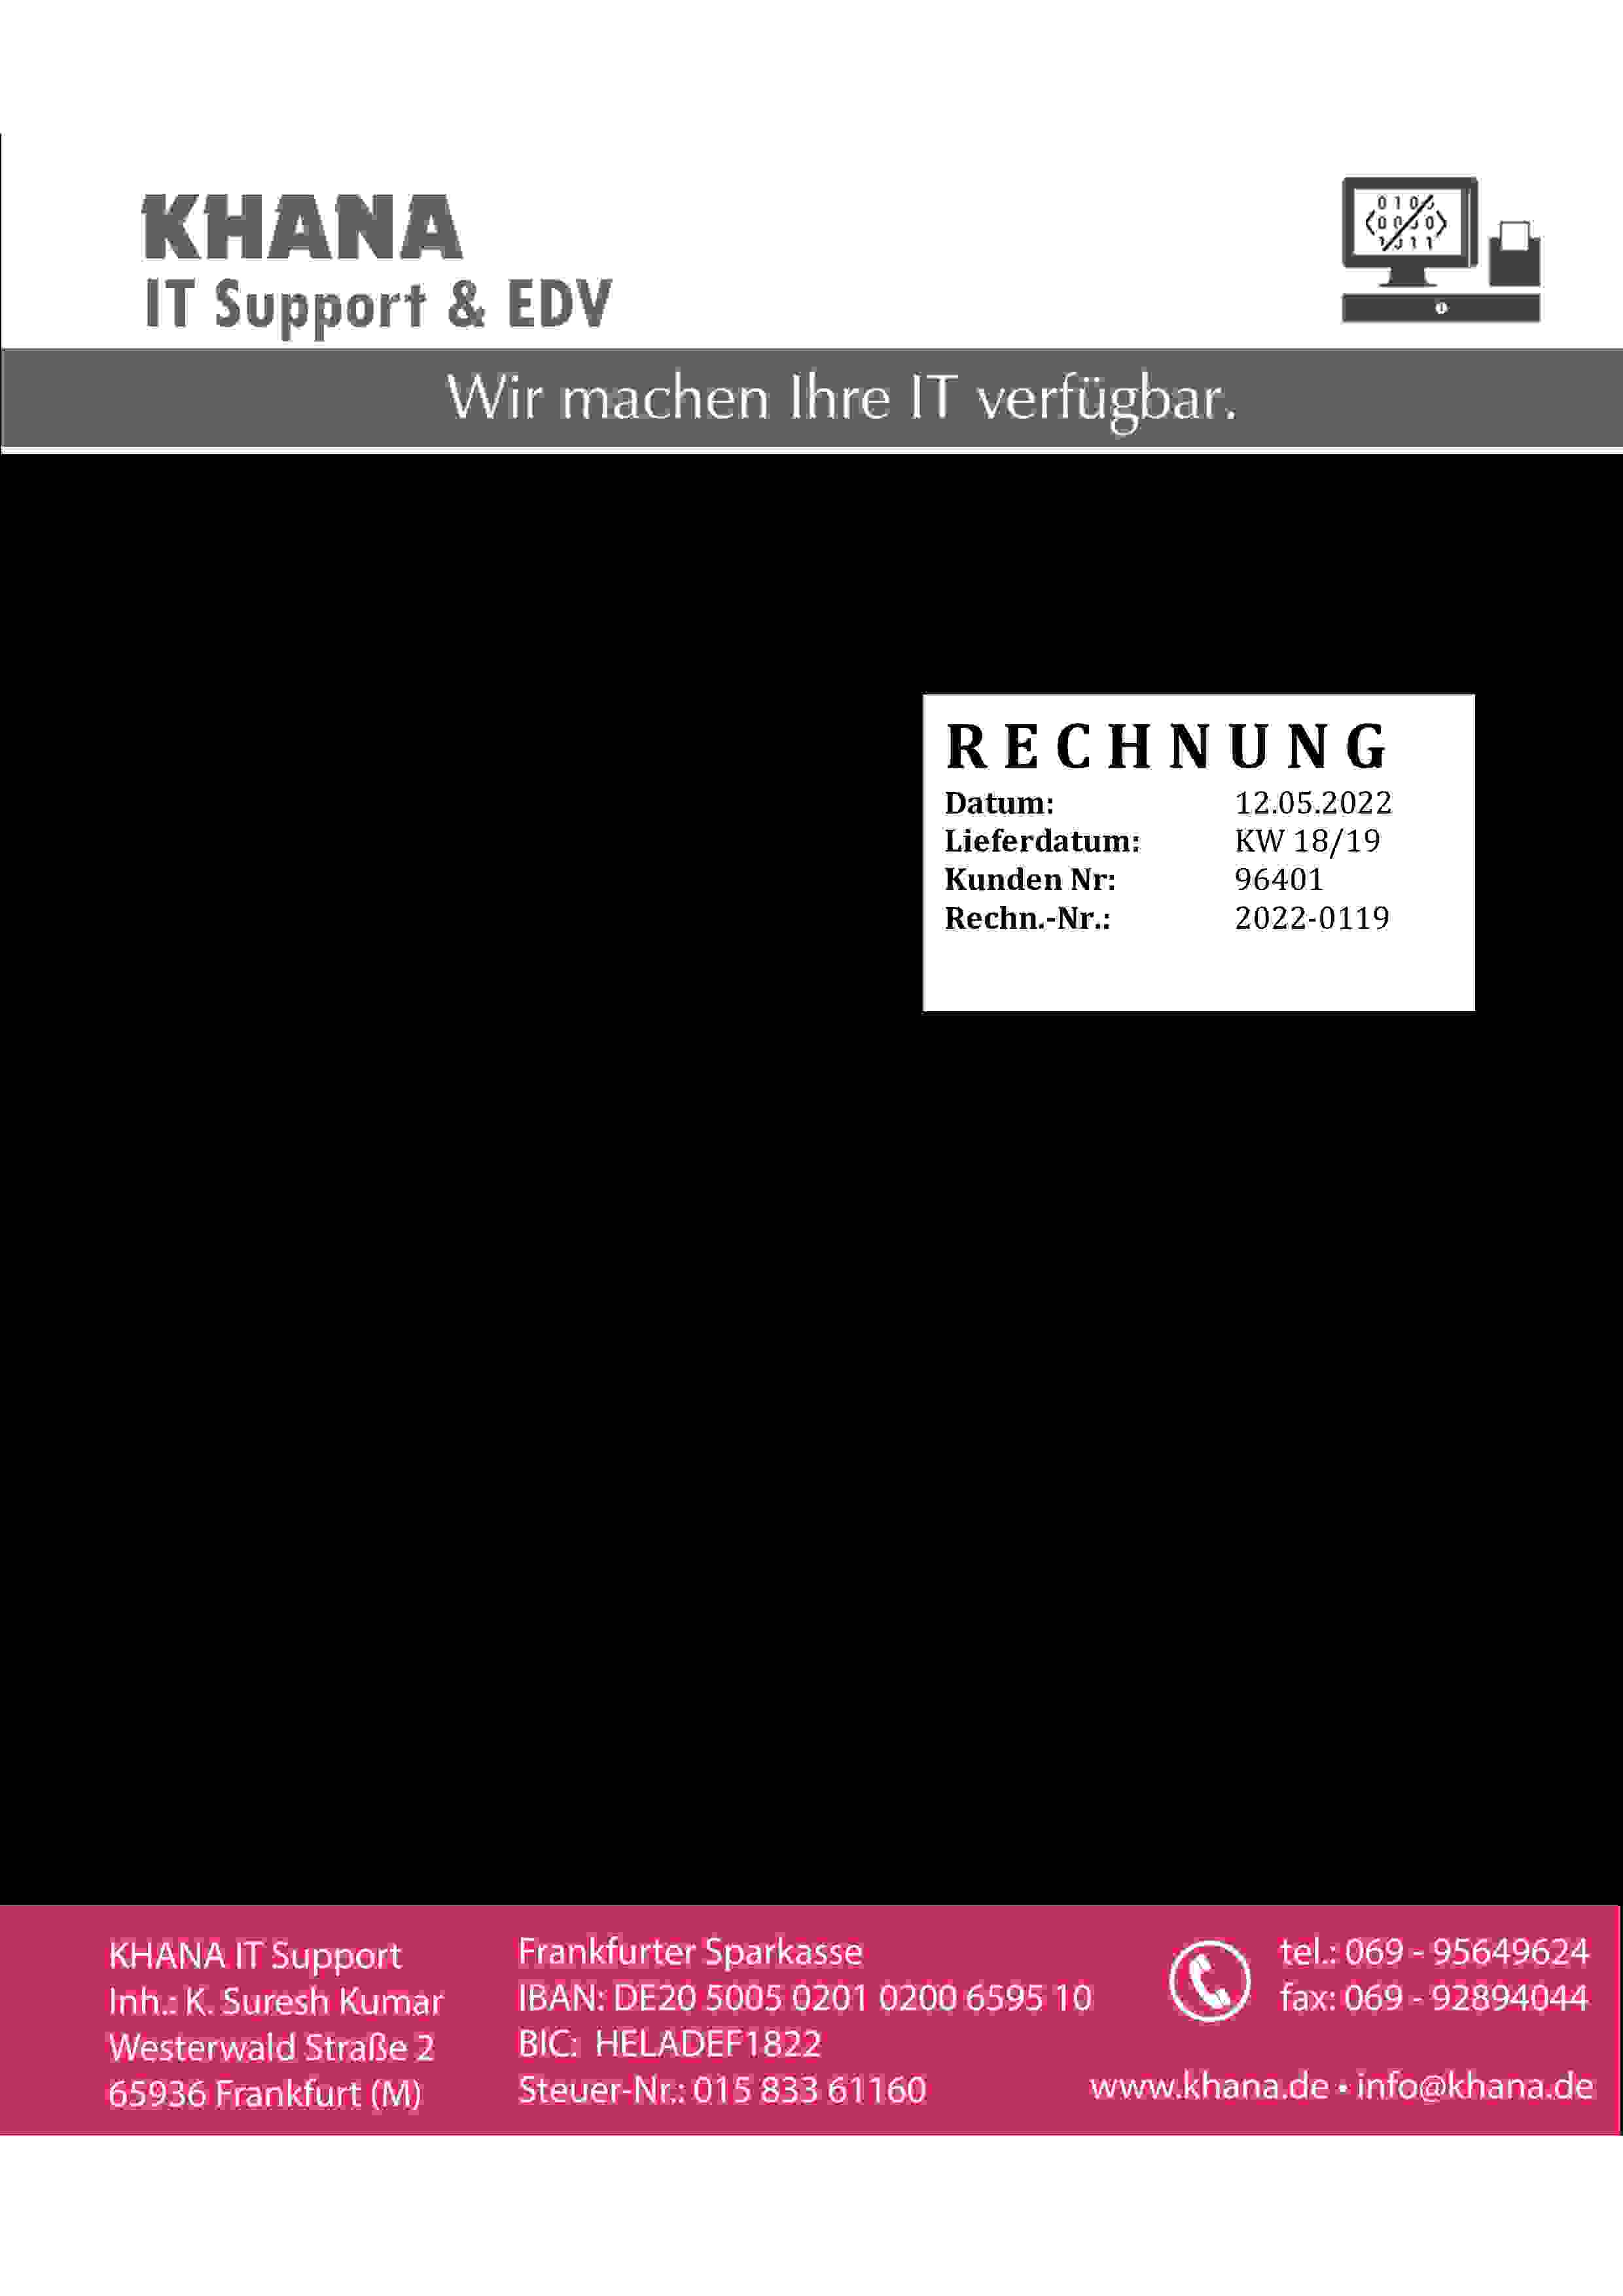 KHANA
IT Support & EDV
Wir machen Ihre IT verfügbar.
RECHNUNG
Datum: 12.05.2022
Lieferdatum: KW 18/19
Kunden Nr: 96401
Rechn.-Nr.: 2022-0119
KHANA IT Support
Inh.: K. Suresh Kumar
Westerwald Straße 2
65936 Frankfurt (M)
Frankfurter Sparkasse
IBAN: DE20 5005 0201 0200 6595 10
BIC: HELADEF1822
Steuer-Nr.: 015 833 61160
tel.: 069 - 95649624
fax: 069 - 92894044
www.khana.de • info@khana.de